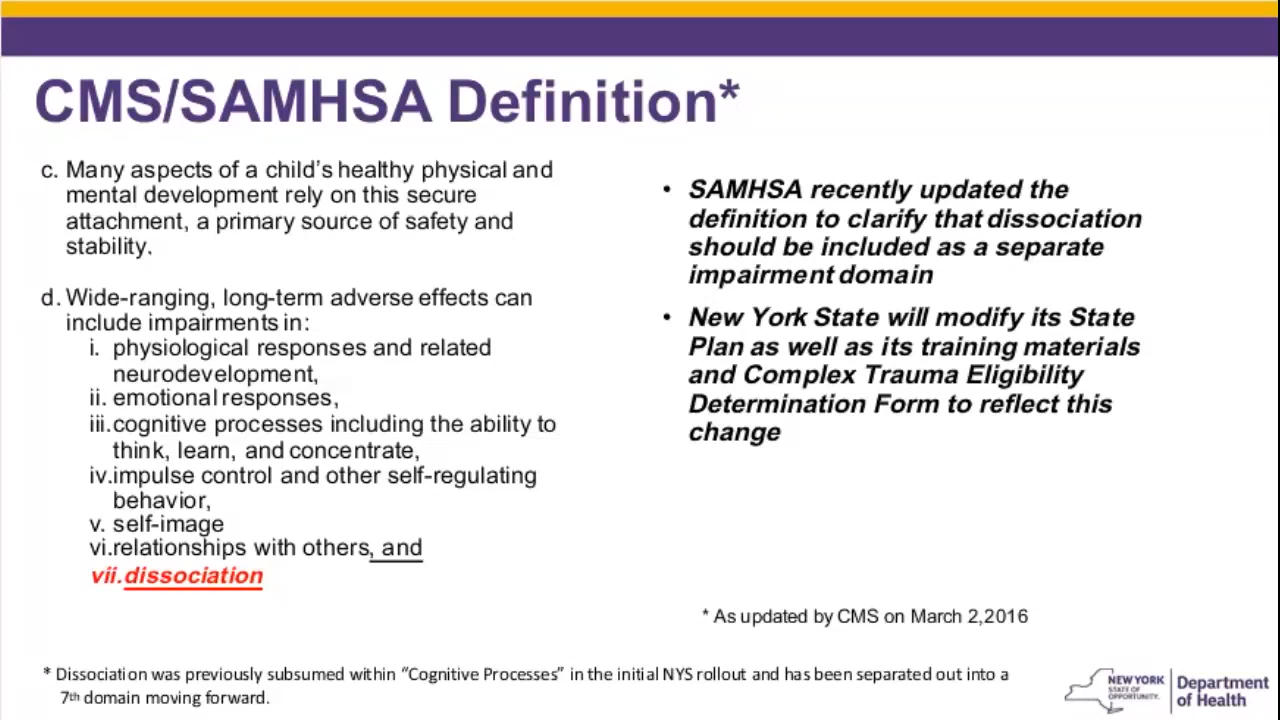 CMS/SAMHSA Definition*
c. Many aspects of a child's healthy physical and
mental development rely on this secure
attachment, a primary source of safety and
stability.
d. Wide-ranging, long-term adverse effects can
include impairments in:
i. physiological responses and related
neurodevelopment,
ii. emotional responses,
iii. cognitive processes including the ability to
think, learn, and concentrate,
iv. impulse control and other self-regulating
behavior,
v. self-image
vi. relationships with others, and
vii. dissociation
• SAMHSA recently updated the
definition to clarify that dissociation
should be included as a separate
impairment domain
• New York State will modify its State
Plan as well as its training materials
and Complex Trauma Eligibility
Determination Form to reflect this
change
* As updated by CMS on March 2,2016
* Dissociation was previously subsumed within “Cognitive Processes” in the initial NYS rollout and has been separated out into a
7th domain moving forward.
NEW YORK
STATE OF
OPPORTUNITY.
Department
of Health